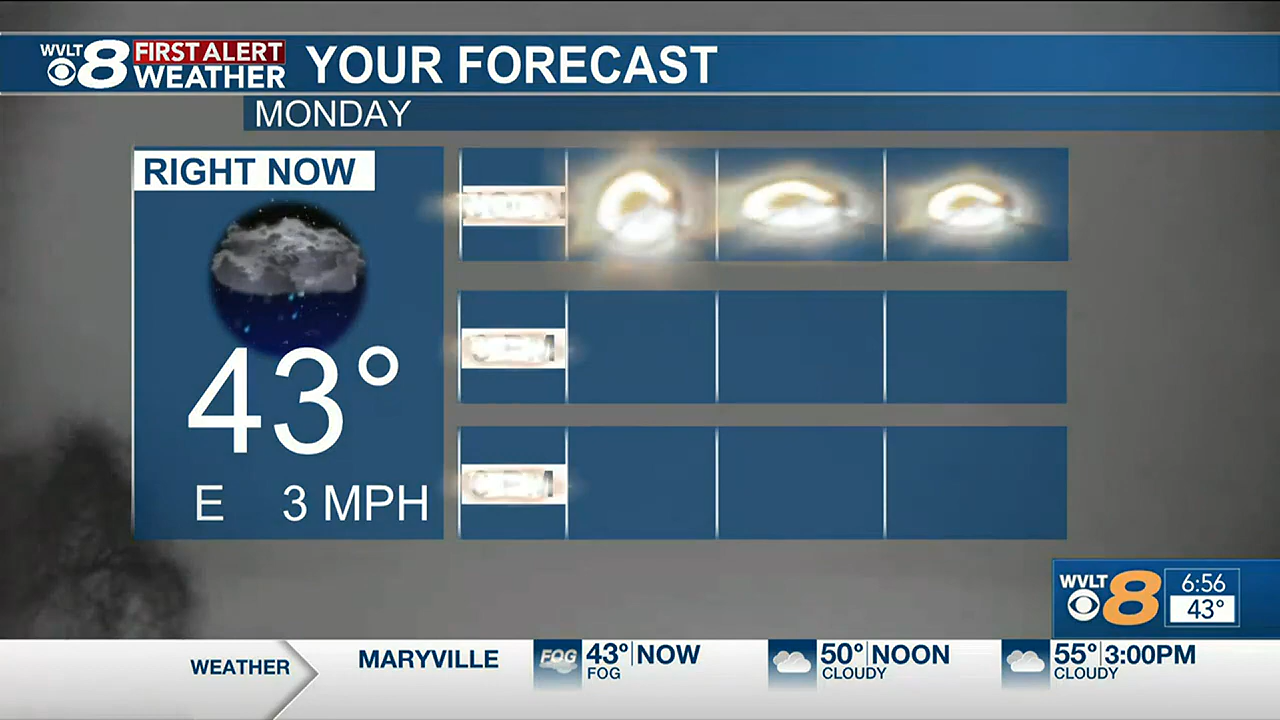 WVLT 8 FIRST ALERT WEATHER
YOUR FORECAST
MONDAY
RIGHT NOW
43°
E 3 MPH
WVLT 8
6:56
43°
WEATHER
MARYVILLE
FOG
43° NOW
FOG
50° NOON
CLOUDY
55° 3:00PM
CLOUDY